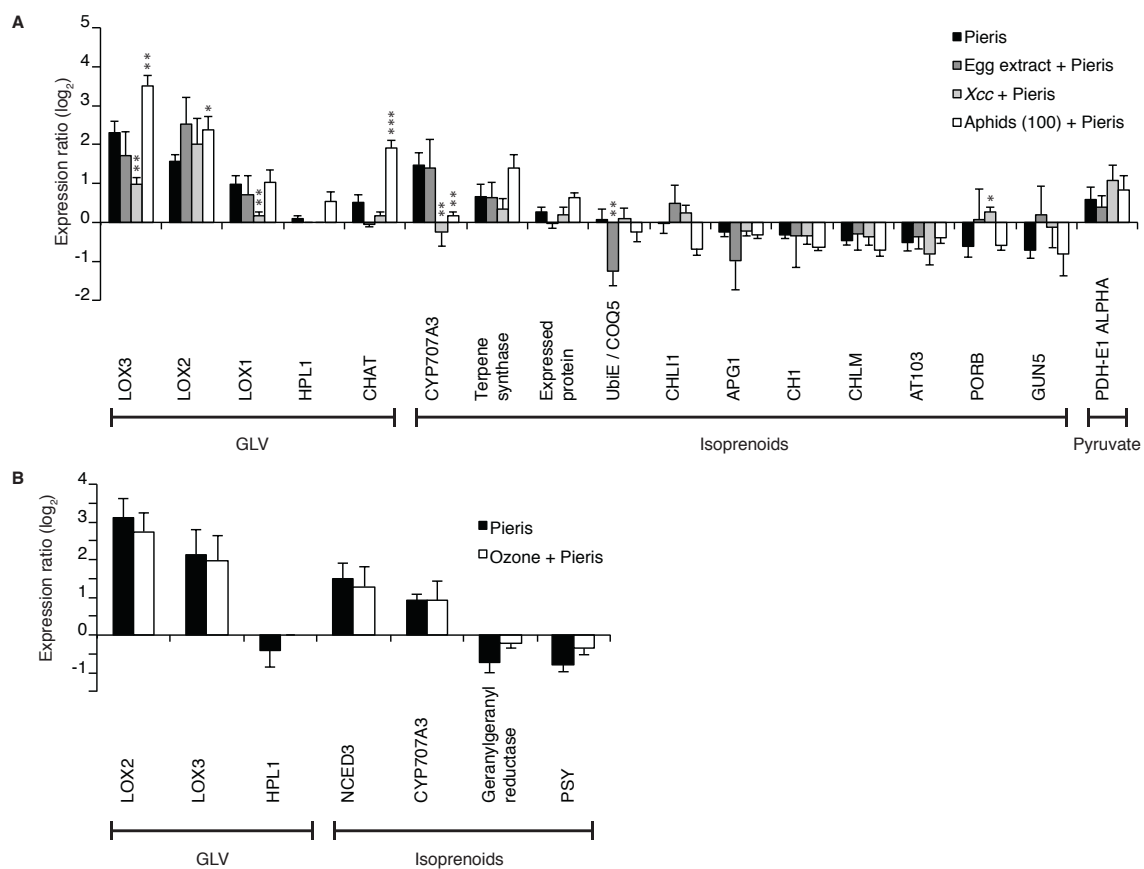 A
Expression ratio (log2)
5
4
3
2
1
0
-1
-2
Pieris
Egg extract + Pieris
Xcc + Pieris
Aphids (100) + Pieris
**
**
*
**
***
**
**
**
*
LOX3
LOX2
LOX1
HPL1
CHAT
CYP707A3
Terpene
synthase
Expressed
protein
UbiE / COQ5
CHLI1
APG1
CH1
CHLM
AT103
PORB
GUN5
PDH-E1 ALPHA
GLV
Isoprenoids
Pyruvate
B
Expression ratio (log2)
4
3
2
1
0
-1
Pieris
Ozone + Pieris
LOX2
LOX3
HPL1
NCED3
CYP707A3
Geranylgeranyl
reductase
PSY
GLV
Isoprenoids